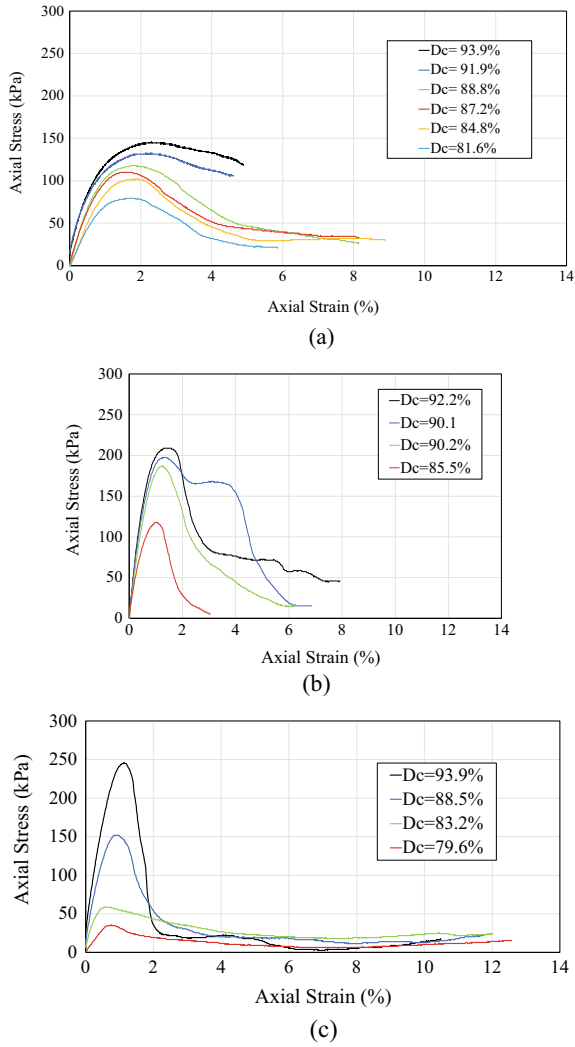 300
250
200
150
100
50
0
Axial Stress (kPa)
Dc= 93.9%
Dc= 91.9%
Dc= 88.8%
Dc= 87.2%
Dc= 84.8%
Dc=81.6%
0 2 4 6 8 10 12 14
Axial Strain (%)
(a)
300
250
200
150
100
50
0
Axial Stress (kPa)
Dc=92.2%
Dc=90.1
Dc=90.2%
Dc=85.5%
0 2 4 6 8 10 12 14
Axial Strain (%)
(b)
300
250
200
150
100
50
0
Axial Stress (kPa)
Dc=93.9%
Dc=88.5%
Dc=83.2%
Dc=79.6%
0 2 4 6 8 10 12 14
Axial Strain (%)
(c)